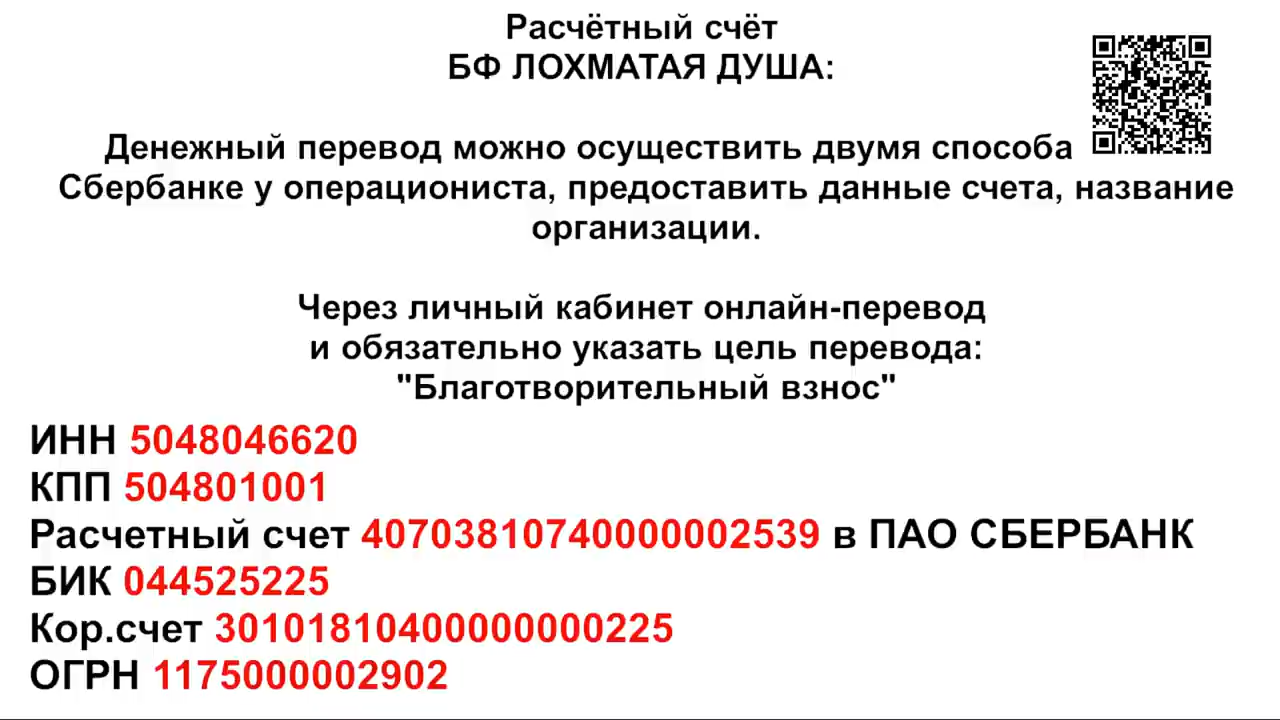 Расчётный счёт
БФ ЛОХМАТАЯ ДУША:
Денежный перевод можно осуществить двумя способа
Сбербанке у операциониста, предоставить данные счета, название
организации.
Через личный кабинет онлайн-перевод
и обязательно указать цель перевода:
"Благотворительный взнос"
ИНН 5048046620
КПП 504801001
Расчетный счет 40703810740000002539 в ПАО СБЕРБАНК
БИК 044525225
Кор.счет 30101810400000000225
ОГРН 1175000002902